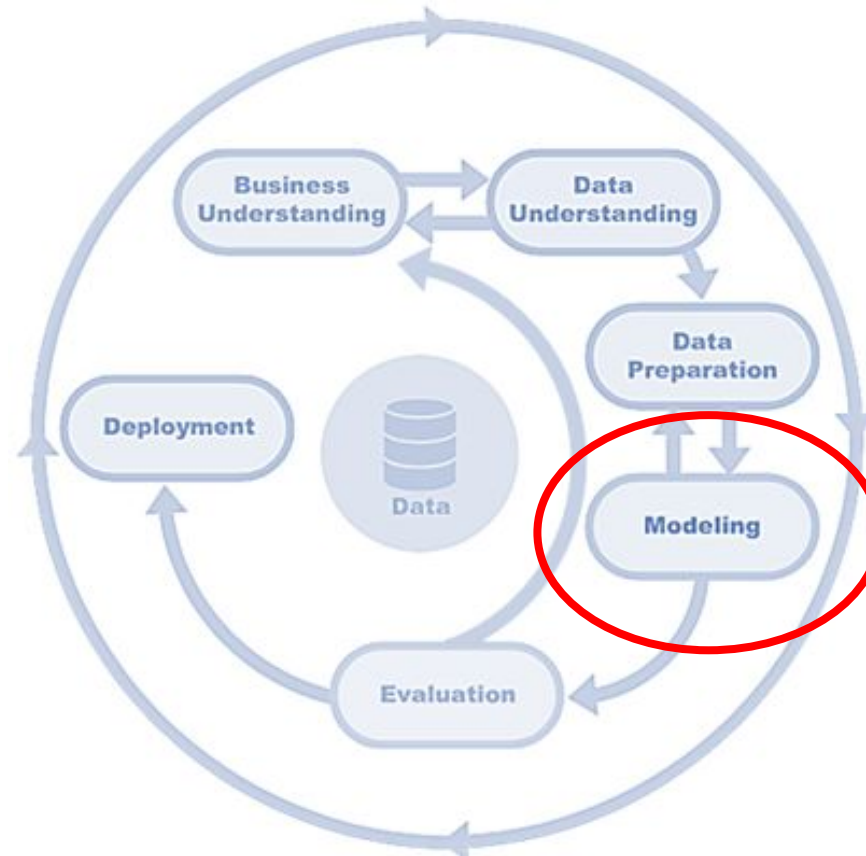 Business
Understanding
Data
Understanding
Data
Preparation
Deployment
Data
Modeling
Evaluation